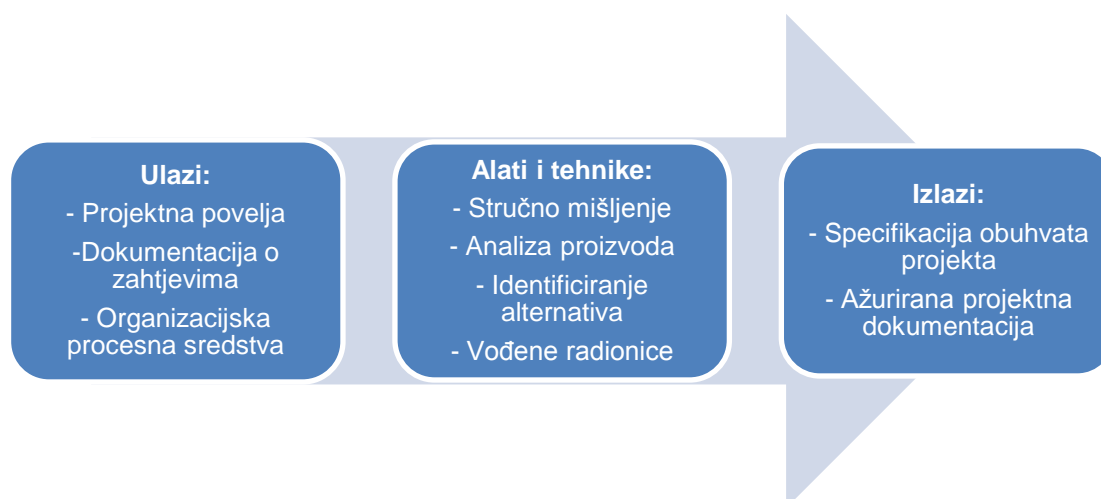 Ulazi:
- Projektna povelja
-Dokumentacija o
zahtjevima
- Organizacijska
procesna sredstva
Alati i tehnike:
- Stručno mišljenje
- Analiza proizvoda
- Identificiranje
alternativa
- Vođene radionice
Izlazi:
- Specifikacija obuhvata
projekta
- Ažurirana projektna
dokumentacija